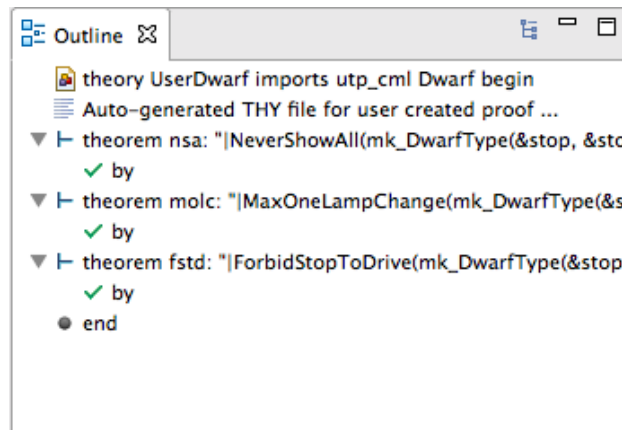 Outline
theory UserDwarf imports utp_cml Dwarf begin
Auto-generated THY file for user created proof ...
theorem nsa: "|NeverShowAll(mk_DwarfType(&stop, &sto
by
theorem molc: "|MaxOneLampChange(mk_DwarfType(&s
by
theorem fstd: "|ForbidStopToDrive(mk_DwarfType(&stop
by
end